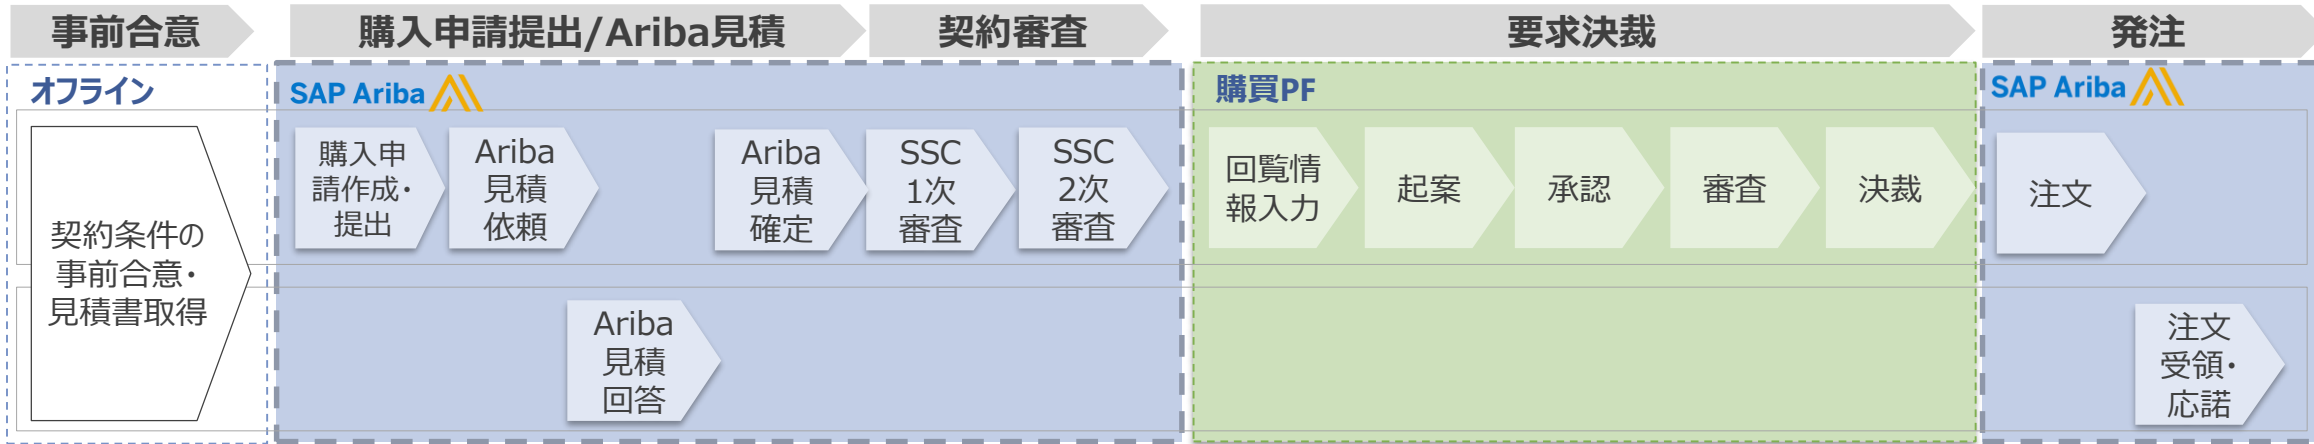 事前合意
購入申請提出/Ariba見積
契約審査
要求決裁
発注
オフライン
SAP Ariba
購買PF
SAP Ariba
契約条件の
事前合意・
見積書取得
購入申
請作成・
提出
Ariba
見積
依頼
Ariba
見積
確定
SSC
1次
審査
SSC
2次
審査
回覧情
報入力
起案
承認
審査
決裁
注文
Ariba
見積
回答
注文
受領・
応諾